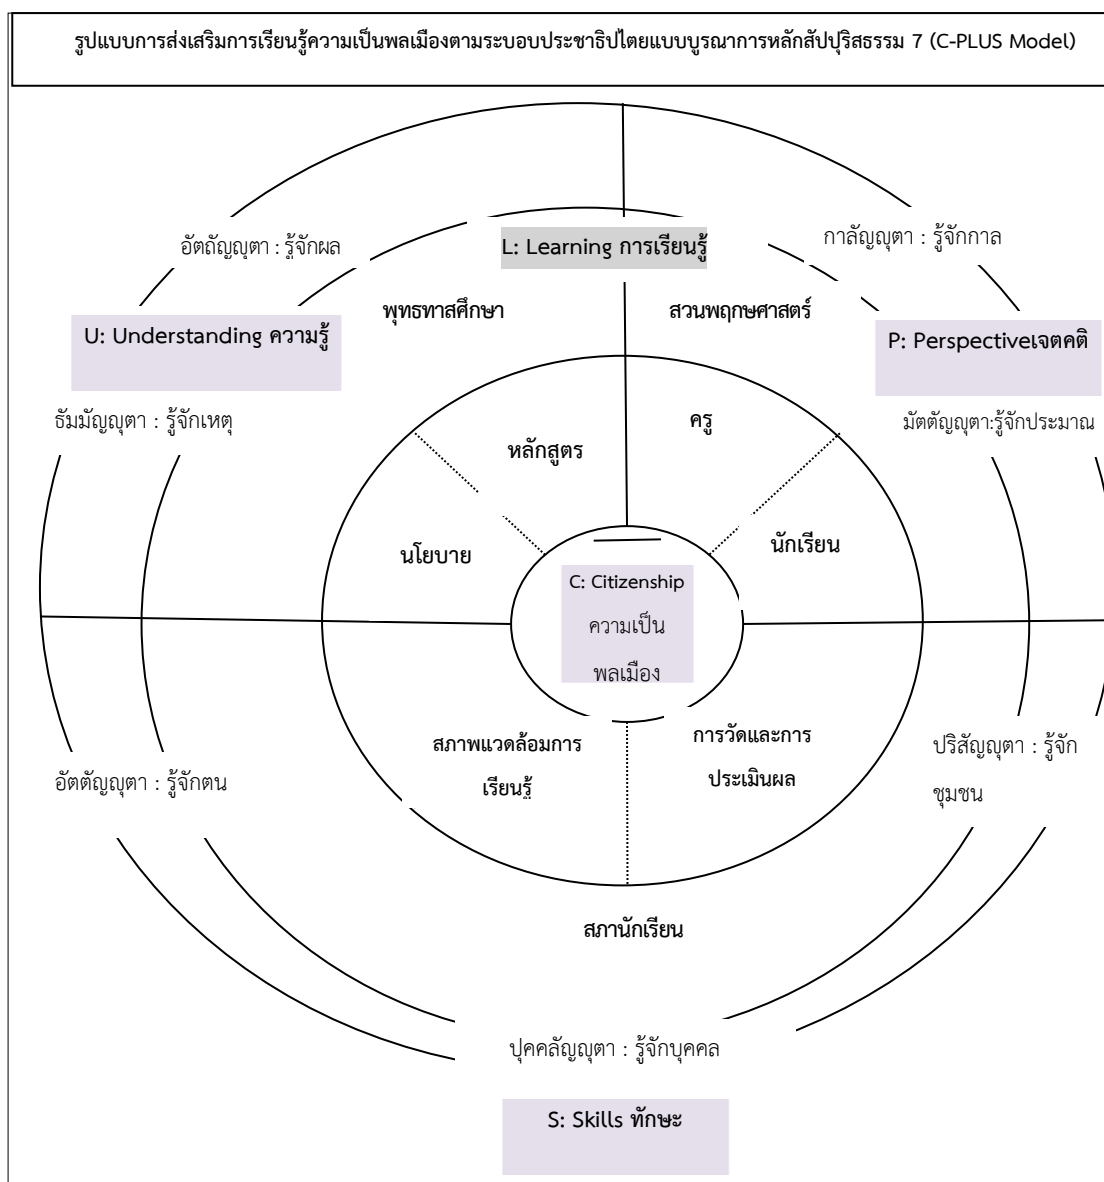 รูปแบบการส่งเสริมการเรียนรู้ความเป็นพลเมืองตามระบอบประชาธิปไตยแบบบูรณาการหลักสัปปุริสธรรม 7 (C-PLUS Model)
อัตถัญญุตา : รู้จักผล
กาลัญญุตา : รู้จักกาล
L: Learning การเรียนรู้
พุทธทาสศึกษา
สวนพฤกษศาสตร์
U: Understanding ความรู้
P: Perspectiveเจตคติ
ธัมมัญญุตา : รู้จักเหตุ
มัตตัญญุตา:รู้จักประมาณ
หลักสูตร
ครู
นโยบาย
นักเรียน
C: Citizenship
ความเป็น
พลเมือง
สภาพแวดล้อมการ
เรียนรู้
การวัดและการ
ประเมินผล
อัตตัญญุตา : รู้จักตน
ปริสัญญุตา : รู้จัก
ชุมชน
สภานักเรียน
ปุคคลัญญุตา : รู้จักบุคคล
S: Skills ทักษะ